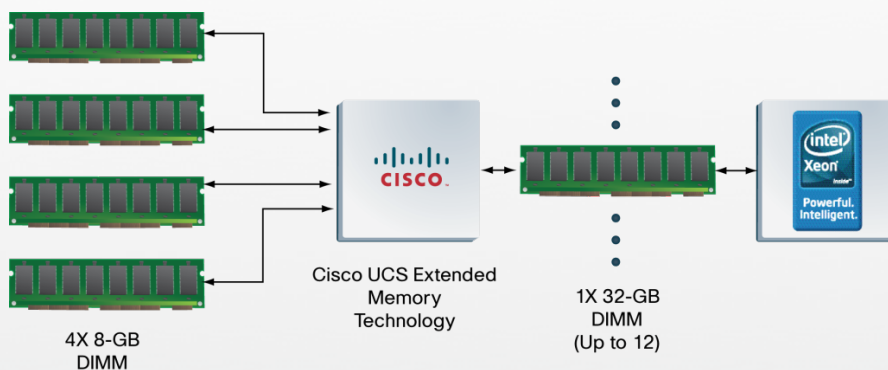 4X 8-GB
DIMM
CISCO
Cisco UCS Extended
Memory
Technology
1X 32-GB
DIMM
(Up to 12)
intel
Xeon
inside™
Powerful.
Intelligent.